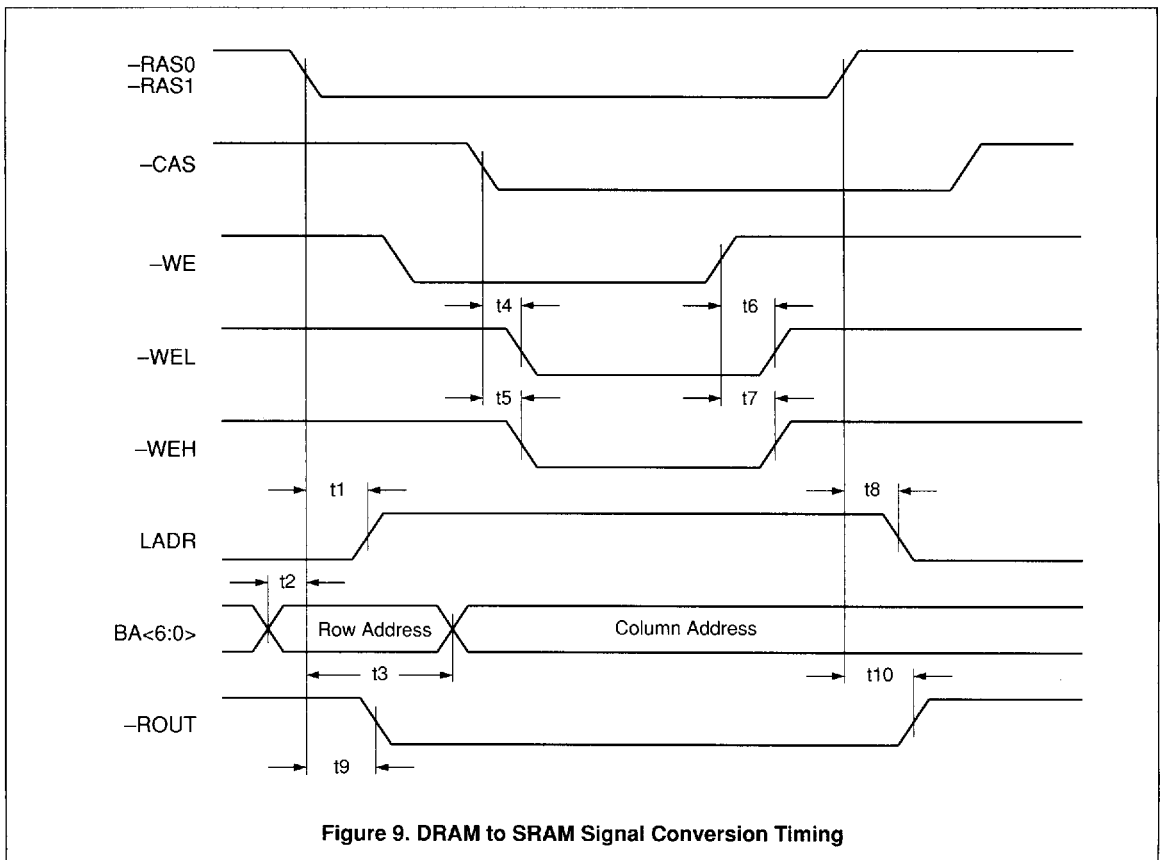 –RAS0
–RAS1
–CAS
–WE
t4
t6
–WEL
t5
t7
–WEH
t1
t8
LADR
t2
BA<6:0>
Row Address
Column Address
t3
t10
–ROUT
t9
Figure 9. DRAM to SRAM Signal Conversion Timing